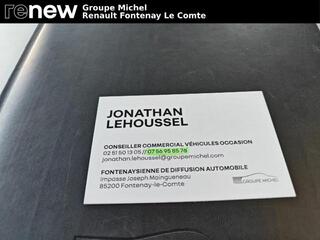 renew Groupe Michel
Renault Fontenay Le Comte
JONATHAN
LEHOUSSEL
CONSEILLER COMMERCIAL VÉHICULES OCCASION
02 51 50 13 05 // 07 56 95 85 78
jonathan.lehoussel@groupemichel.com
FONTENAYSIENNE DE DIFFUSION AUTOMOBILE
Impasse Joseph Maingueneau
85200 Fontenay-le-Comte
GROUPE MICHEL